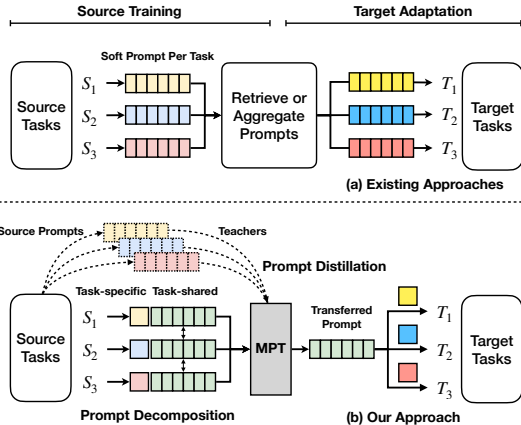 Source Training
Target Adaptation
Soft Prompt Per Task
Source
Tasks
S1
S2
S3
Retrieve or
Aggregate
Prompts
T1
T2
T3
Target
Tasks
(a) Existing Approaches
Source Prompts
Teachers
Prompt Distillation
Task-specific
Task-shared
Source
Tasks
S1
S2
S3
MPT
Transferred
Prompt
T1
T2
T3
Target
Tasks
Prompt Decomposition
(b) Our Approach